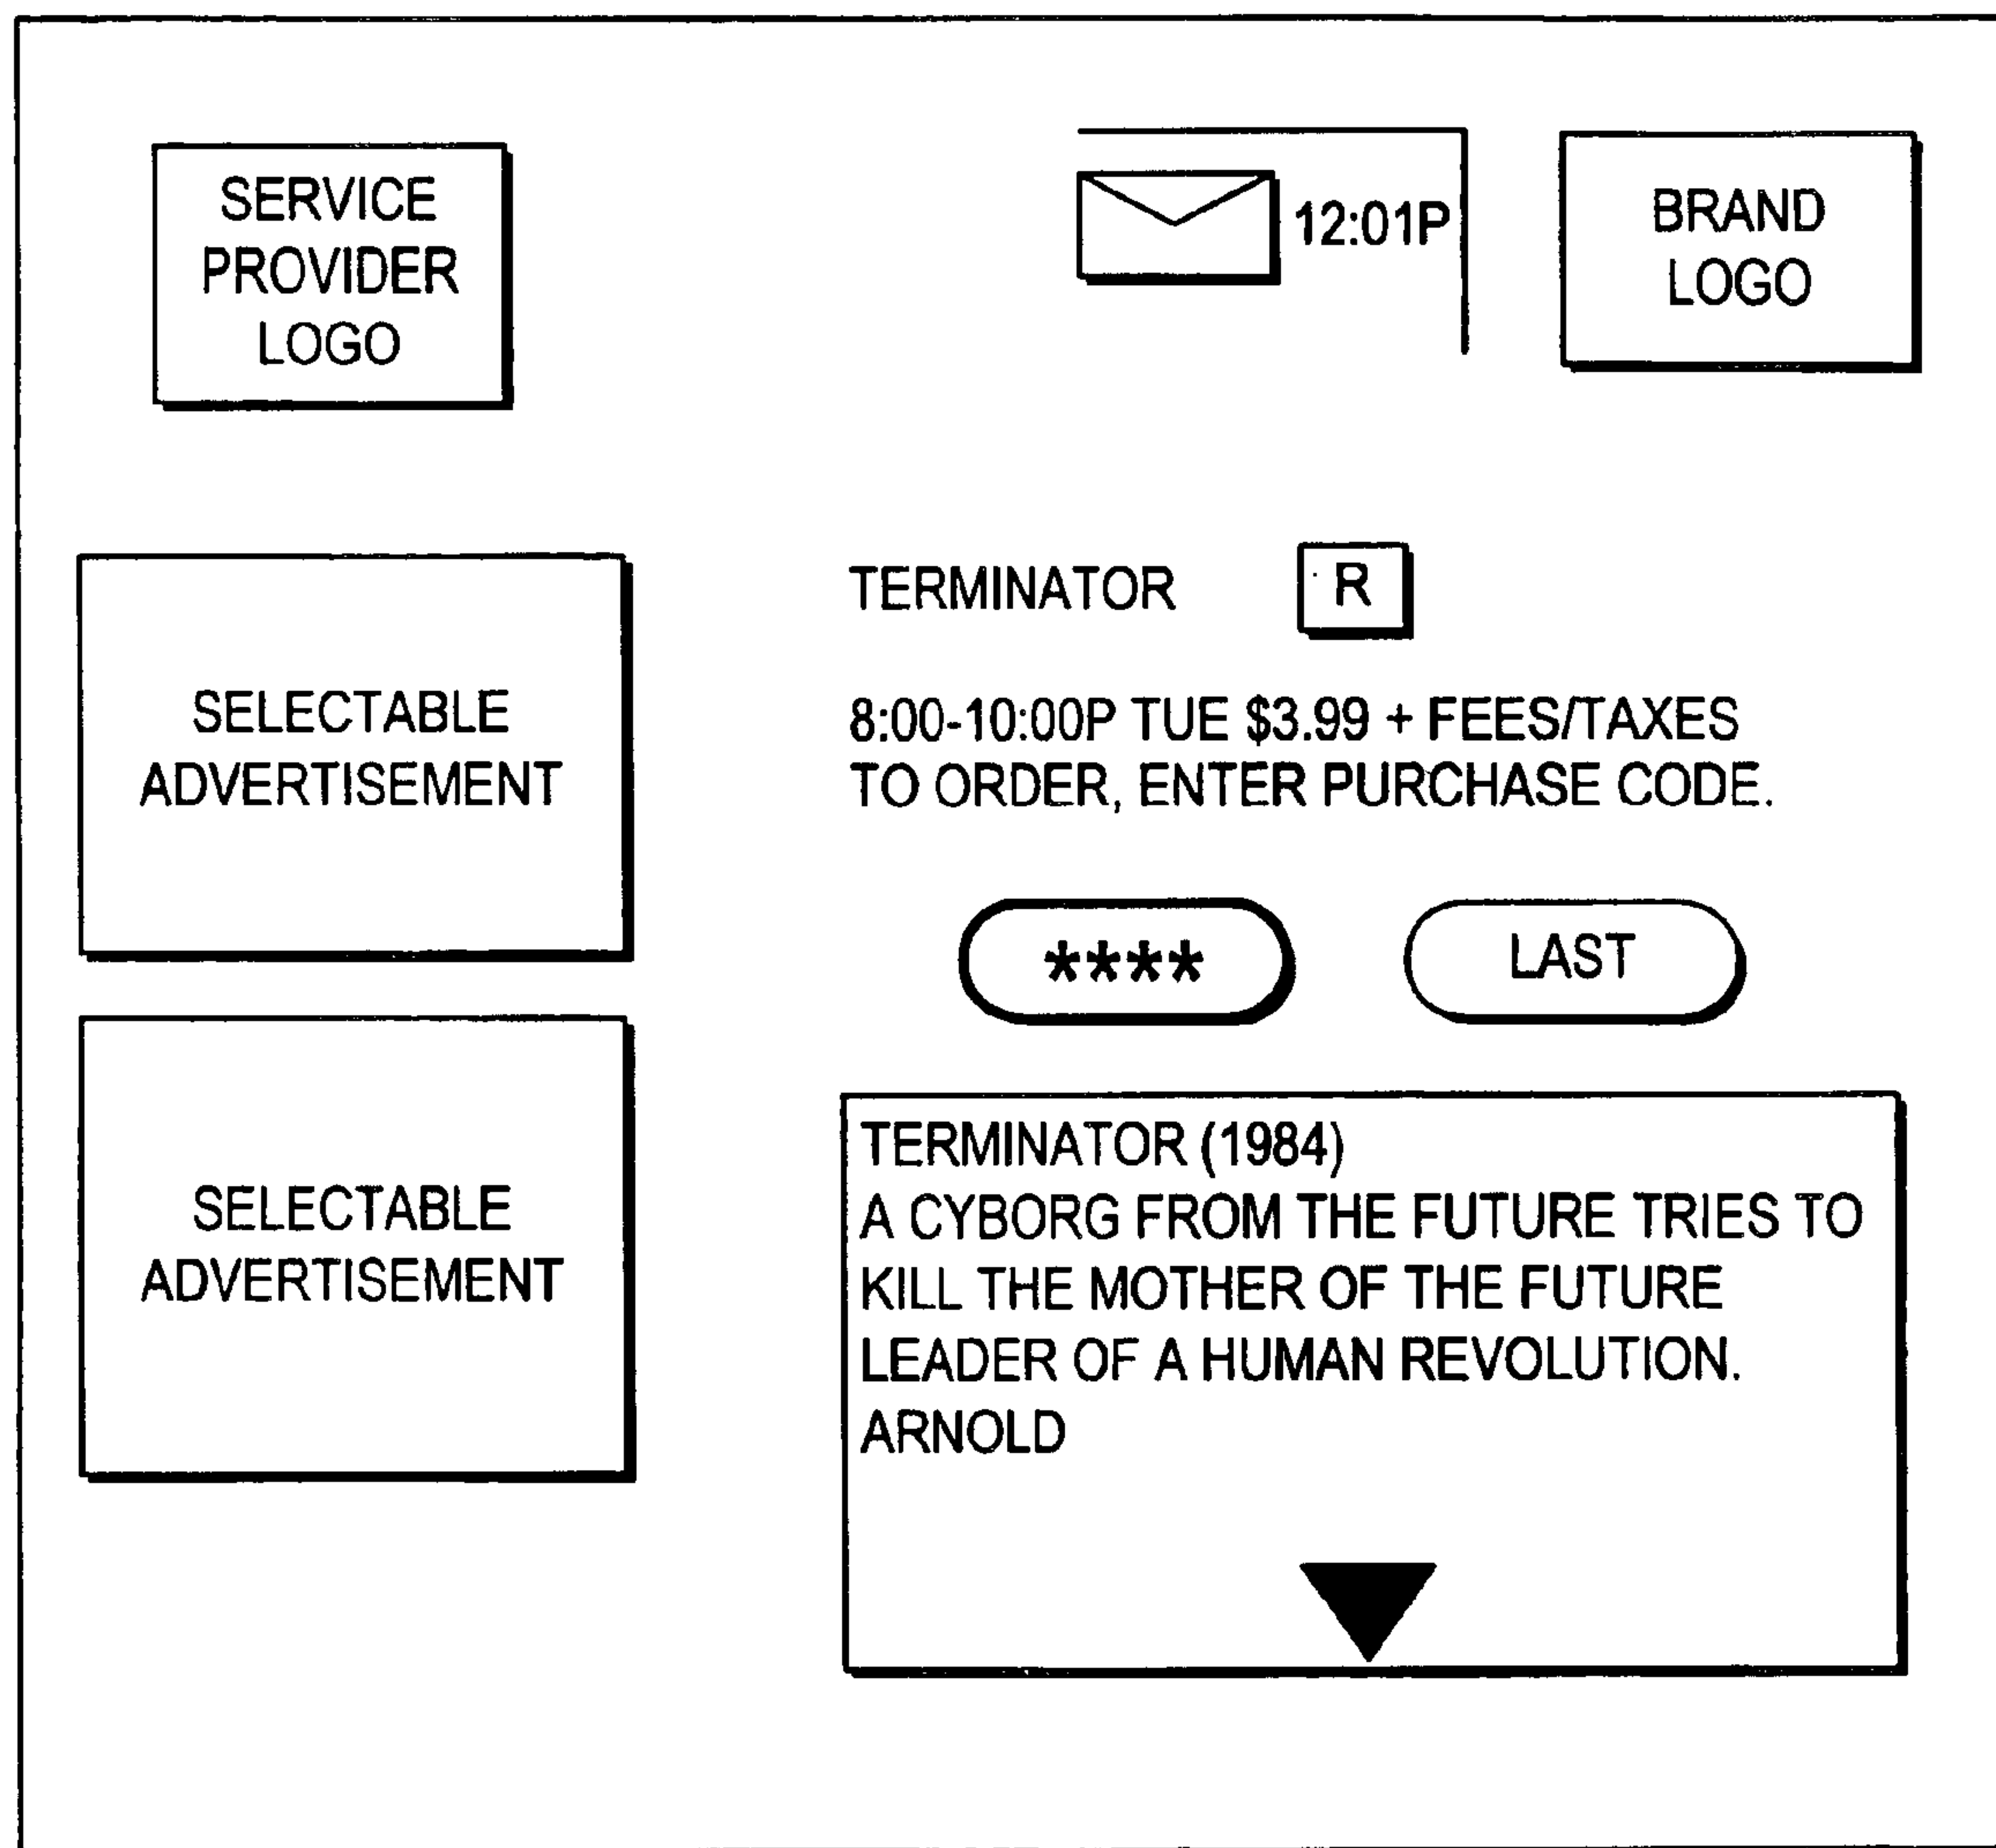 SERVICE
PROVIDER
LOGO
12:01P
BRAND
LOGO
SELECTABLE
ADVERTISEMENT
TERMINATOR R
8:00-10:00P TUE $3.99 + FEES/TAXES
TO ORDER, ENTER PURCHASE CODE.
**** LAST
SELECTABLE
ADVERTISEMENT
TERMINATOR (1984)
A CYBORG FROM THE FUTURE TRIES TO
KILL THE MOTHER OF THE FUTURE
LEADER OF A HUMAN REVOLUTION.
ARNOLD